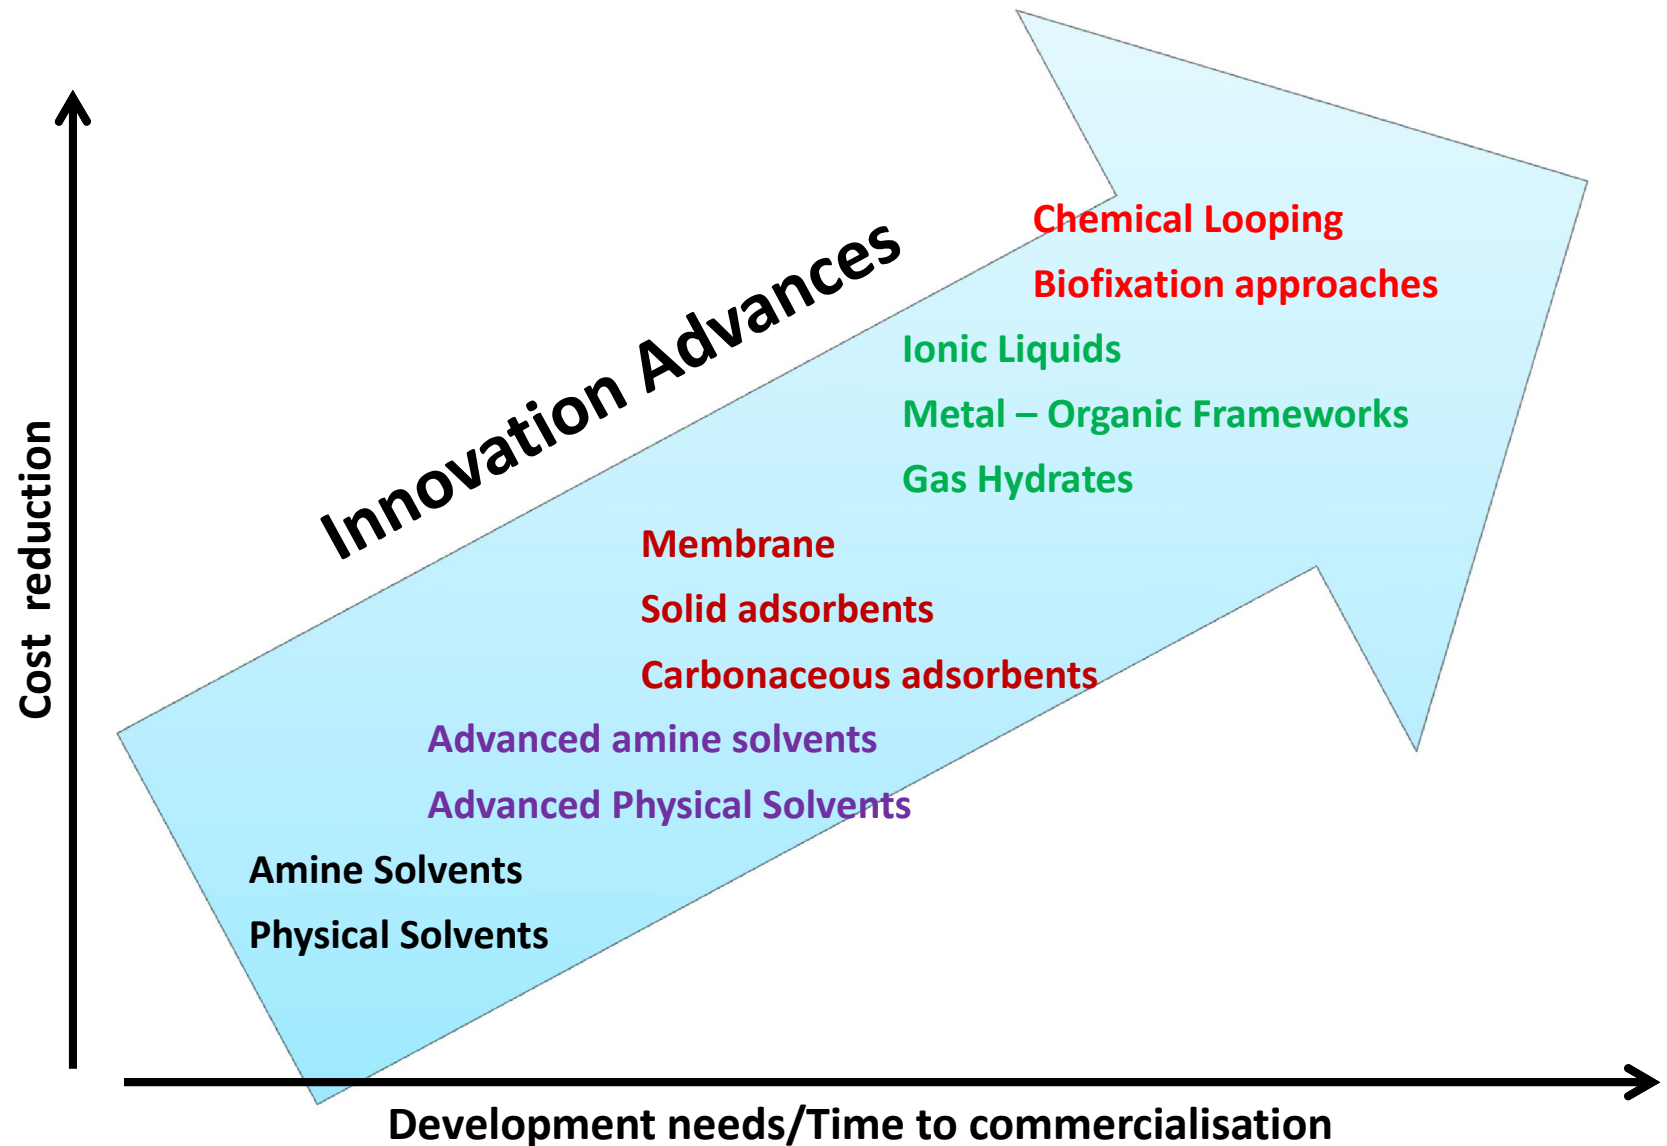 Chemical Looping
Biofixation approaches
Innovation Advances
Ionic Liquids
Metal – Organic Frameworks
Gas Hydrates
Membrane
Solid adsorbents
Carbonaceous adsorbents
Advanced amine solvents
Advanced Physical Solvents
Amine Solvents
Physical Solvents
Cost reduction
Development needs/Time to commercialisation